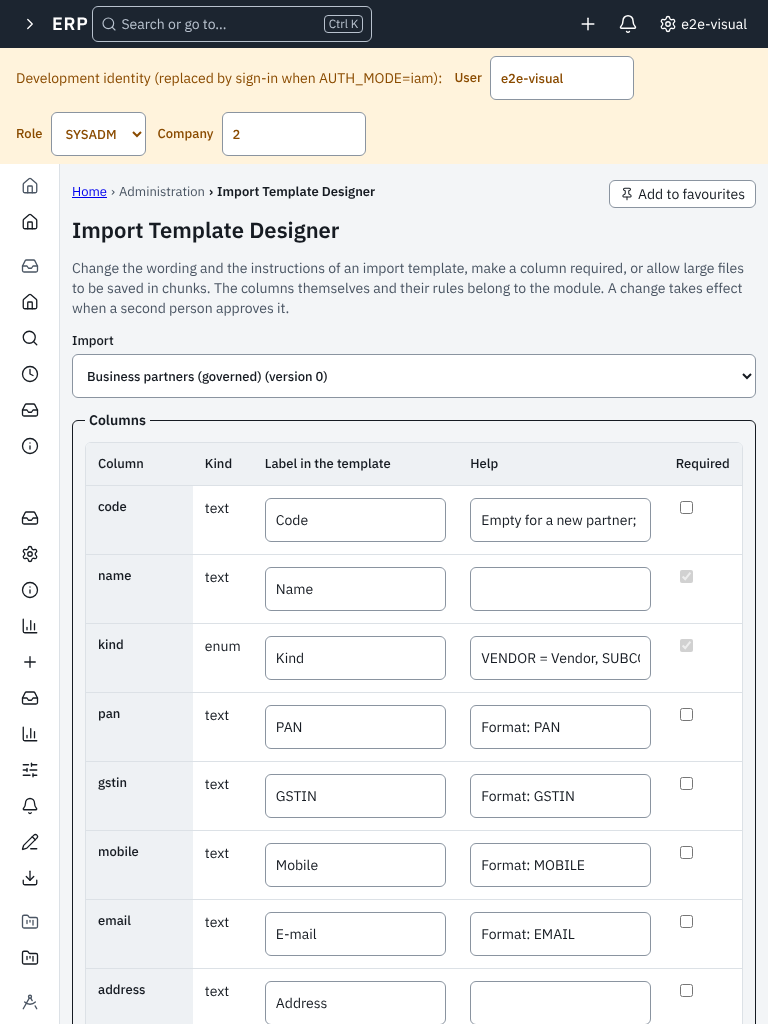 ERP
Search or go to...
Ctrl K
e2e-visual
Development identity (replaced by sign-in when AUTH_MODE=iam):
User
e2e-visual
Role
SYSADM
Company
2
Home › Administration › Import Template Designer
Add to favourites
Import Template Designer
Change the wording and the instructions of an import template, make a column required, or allow large files
to be saved in chunks. The columns themselves and their rules belong to the module. A change takes effect
when a second person approves it.
Import
Business partners (governed) (version 0)
Columns
Column Kind Label in the template Help Required
code text Code Empty for a new partner;
name text Name
kind enum Kind VENDOR = Vendor, SUBC
pan text PAN Format: PAN
gstin text GSTIN Format: GSTIN
mobile text Mobile Format: MOBILE
email text E-mail Format: EMAIL
address text Address